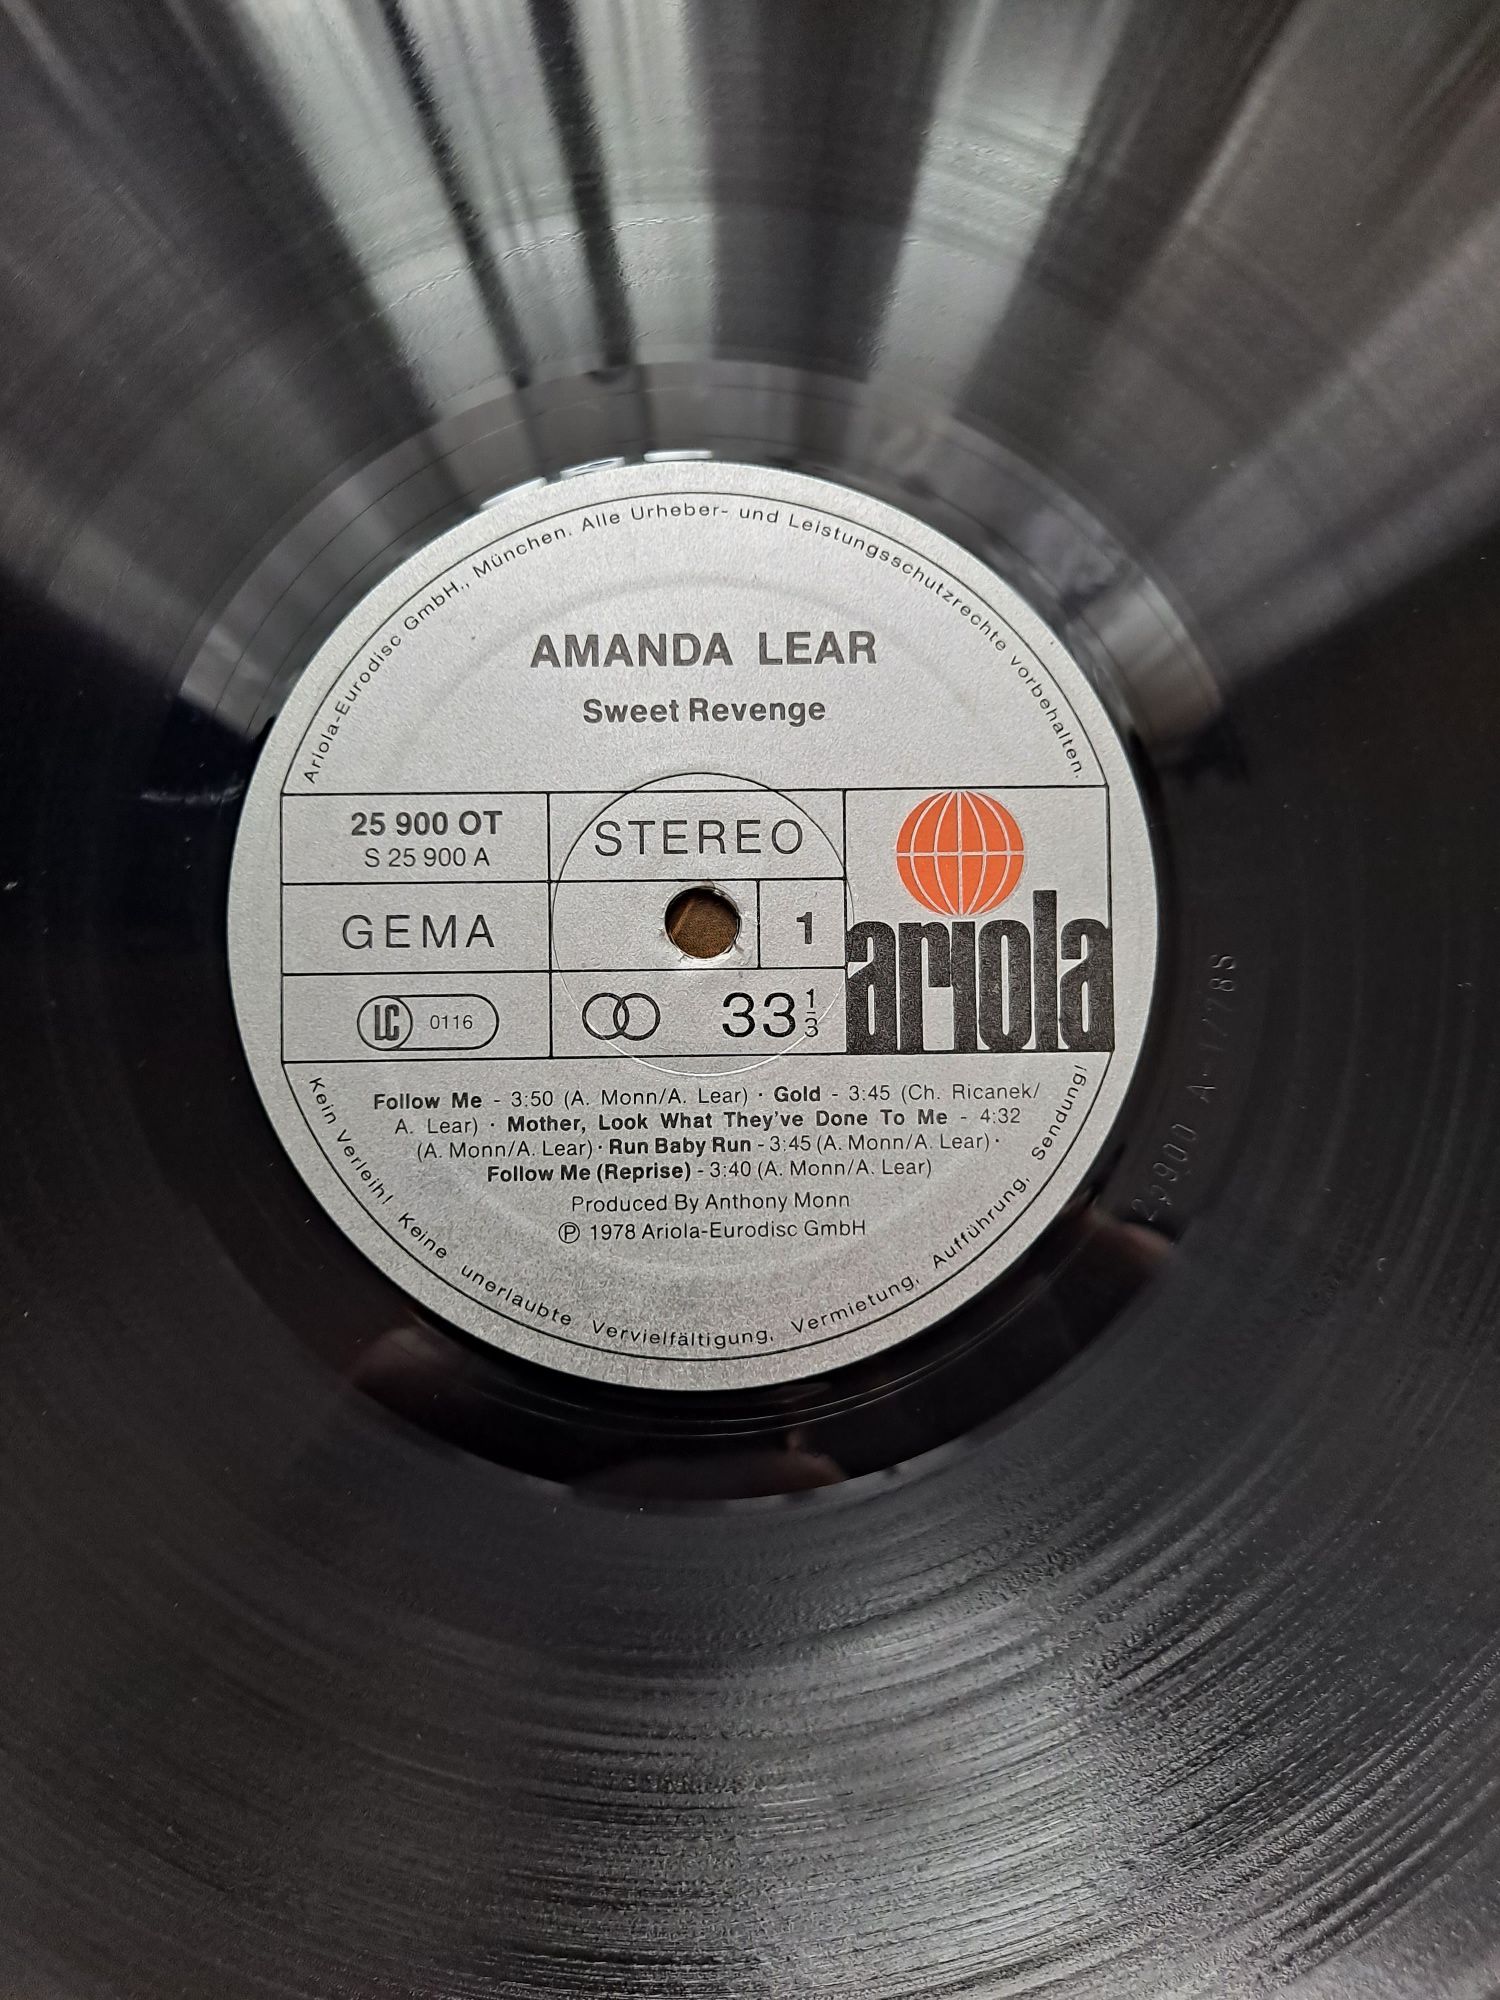 Ariola-Eurodisc GmbH., München. Alle Urheber- und Leistungsschutzrechte vorbehalten.
AMANDA LEAR
Sweet Revenge
25 900 OT
S 25 900 A
STEREO
GEMA
1
ariola
LC 0116
33 1/3
Follow Me - 3:50 (A. Monn/A. Lear) · Gold - 3:45 (Ch. Ricanek/
A. Lear) · Mother, Look What They've Done To Me - 4:32
(A. Monn/A. Lear) · Run Baby Run - 3:45 (A. Monn/A. Lear) ·
Follow Me (Reprise) - 3:40 (A. Monn/A. Lear)
Produced By Anthony Monn
Ⓟ 1978 Ariola-Eurodisc GmbH
Kein Verleih! Keine unerlaubte Vervielfältigung, Vermietung, Aufführung, Sendung!